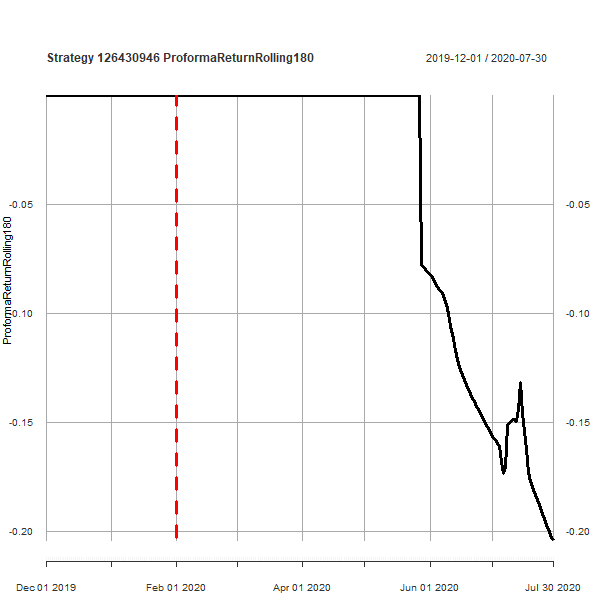 Strategy 126430946 ProformaReturnRolling180
2019-12-01 / 2020-07-30
ProformaReturnRolling180
-0.05
-0.05
-0.10
-0.10
-0.15
-0.15
-0.20
-0.20
Dec 01 2019
Feb 01 2020
Apr 01 2020
Jun 01 2020
Jul 30 2020